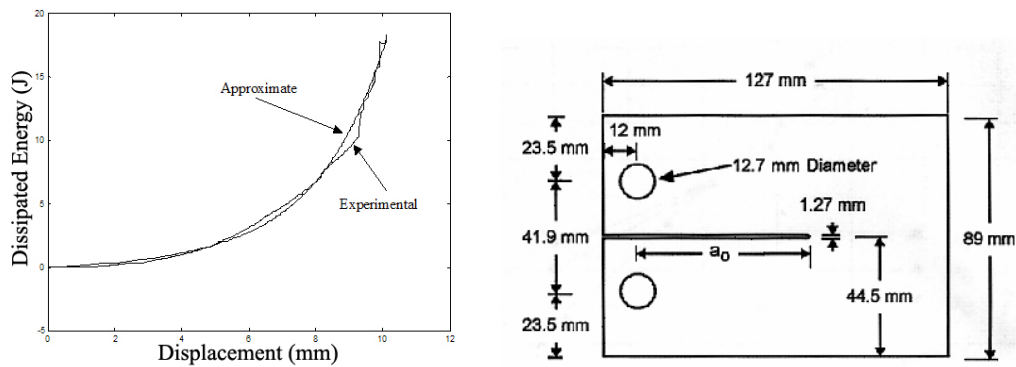 20
15
10
5
0
-5
0
2
4
6
8
10
12
Dissipated Energy (J)
Displacement (mm)
Approximate
Experimental
127 mm
12 mm
23.5 mm
12.7 mm Diameter
1.27 mm
41.9 mm
a₀
89 mm
44.5 mm
23.5 mm